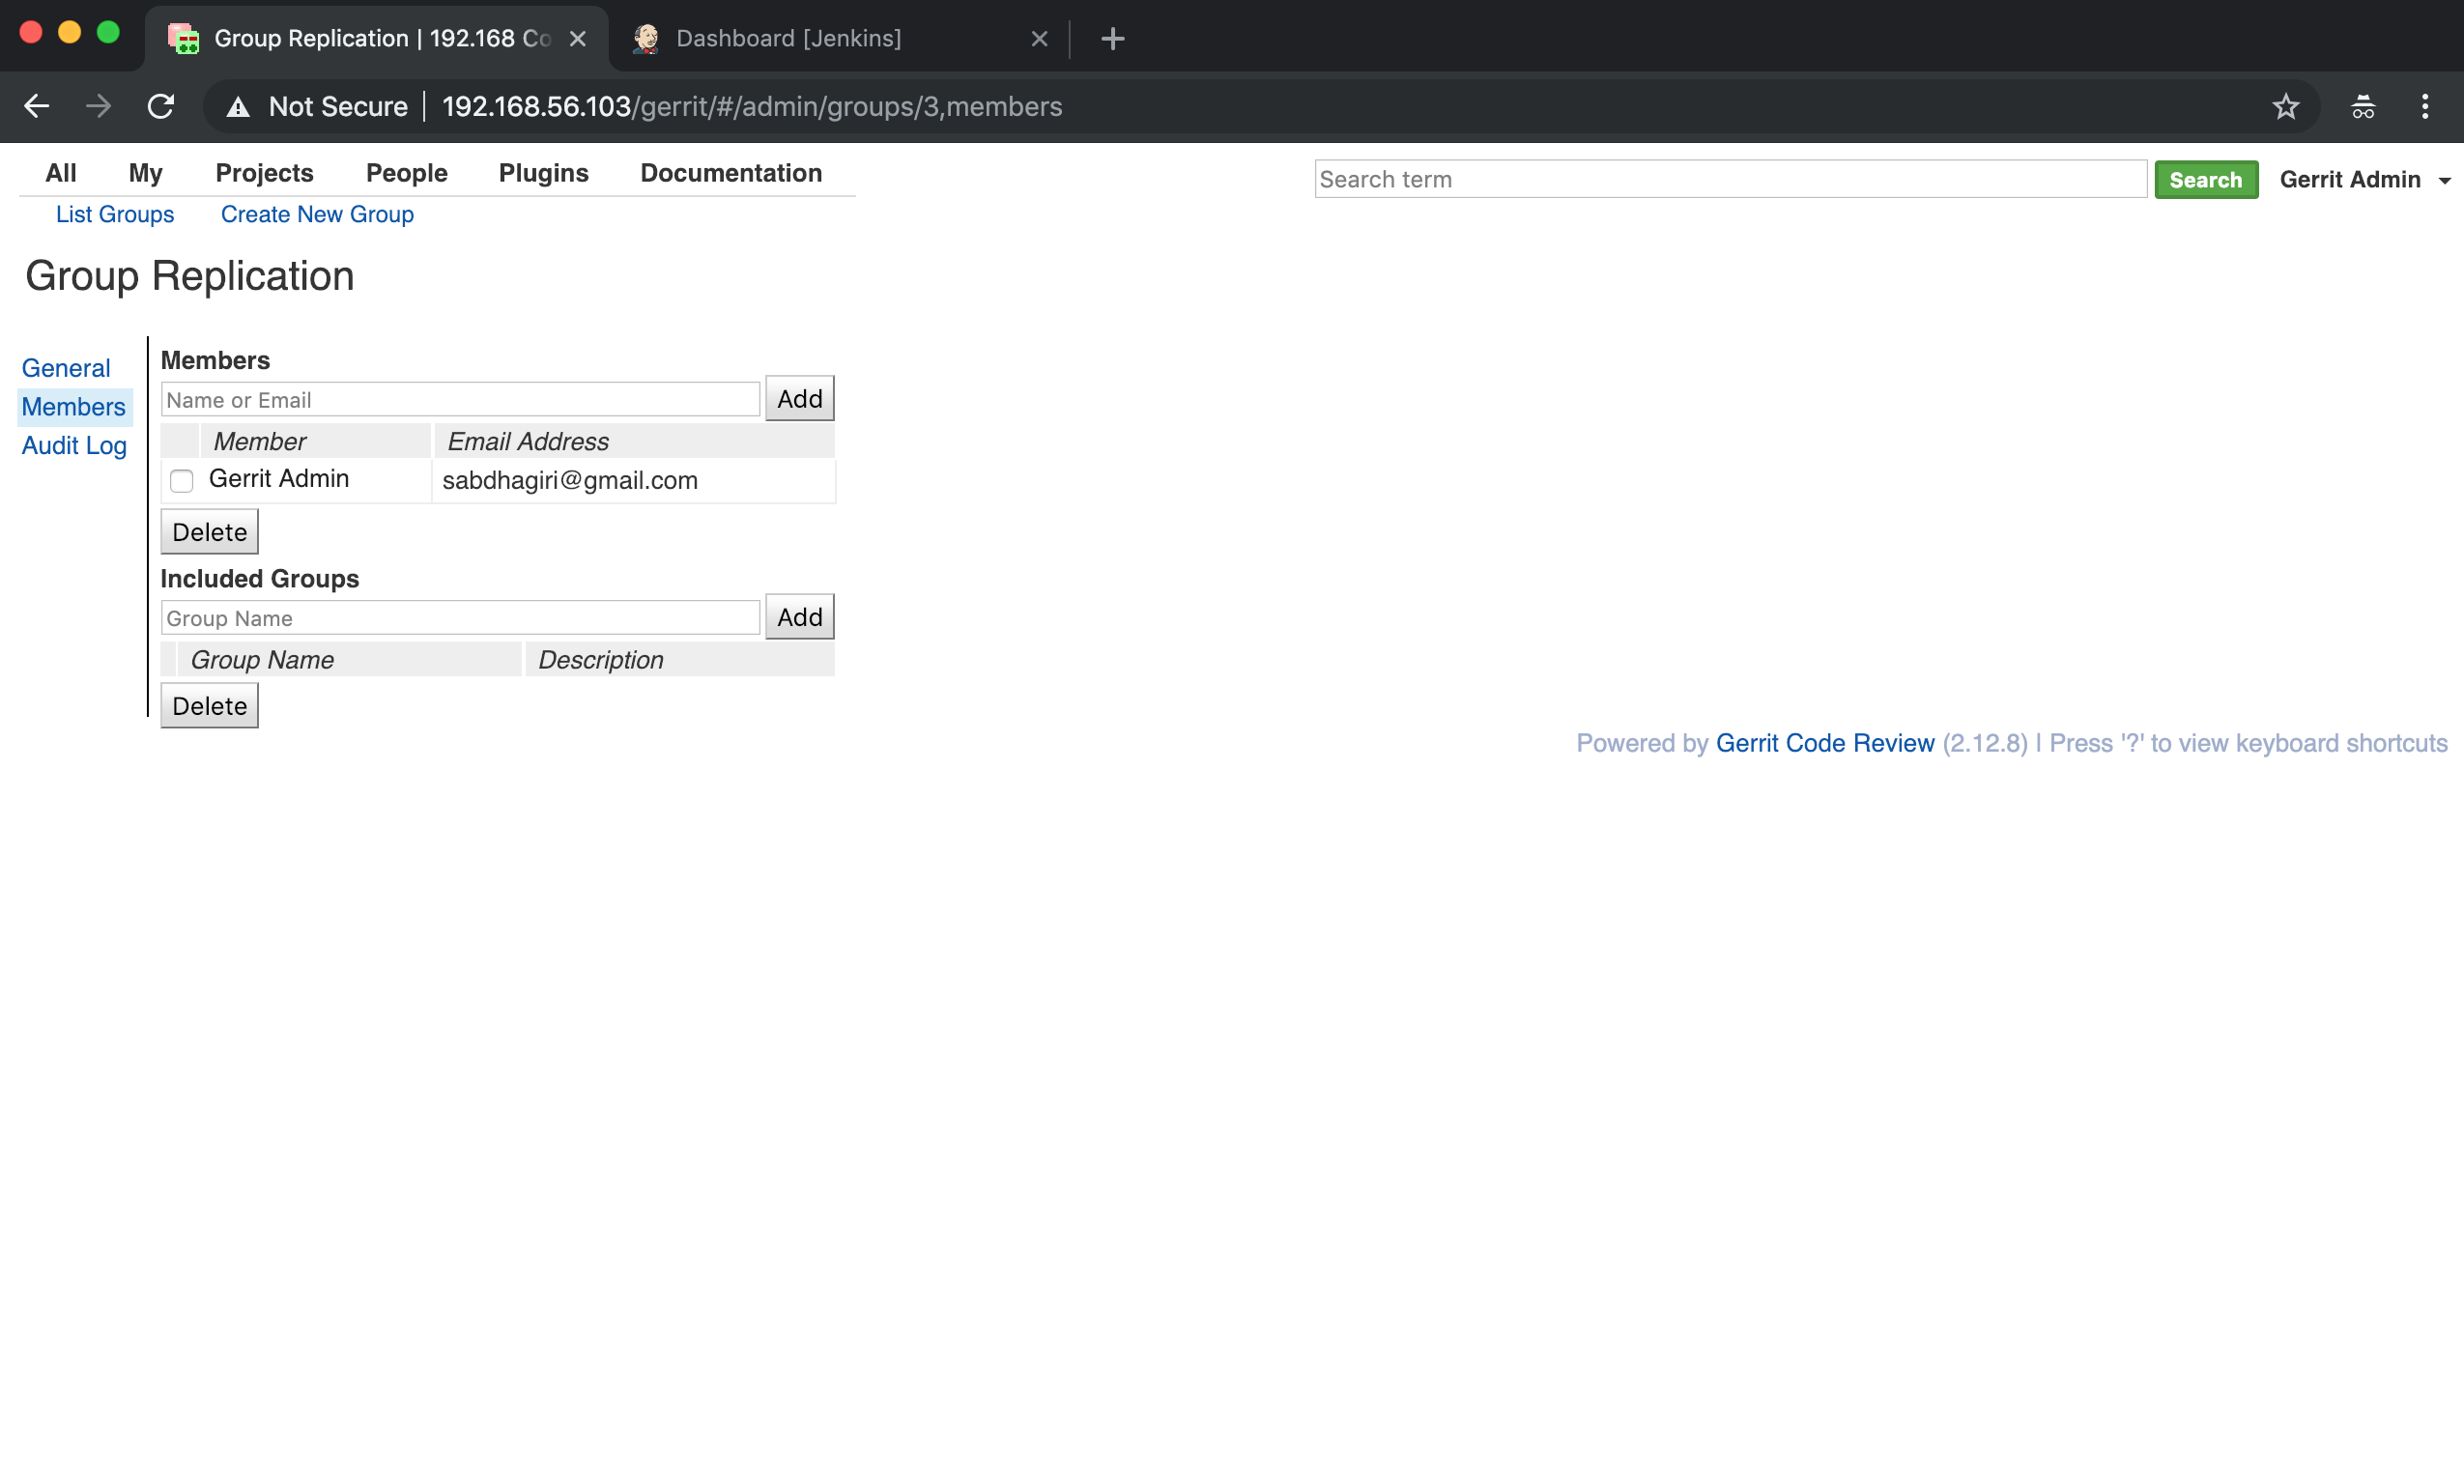 Group Replication | 192.168 Co
Dashboard [Jenkins]
Not Secure | 192.168.56.103/gerrit/#/admin/groups/3,members
All My Projects People Plugins Documentation
Search term Search Gerrit Admin
List Groups Create New Group
Group Replication
General
Members
Audit Log
Members
Name or Email Add
Member Email Address
Gerrit Admin sabdhagiri@gmail.com
Delete
Included Groups
Group Name Add
Group Name Description
Delete
Powered by Gerrit Code Review (2.12.8) | Press '?' to view keyboard shortcuts